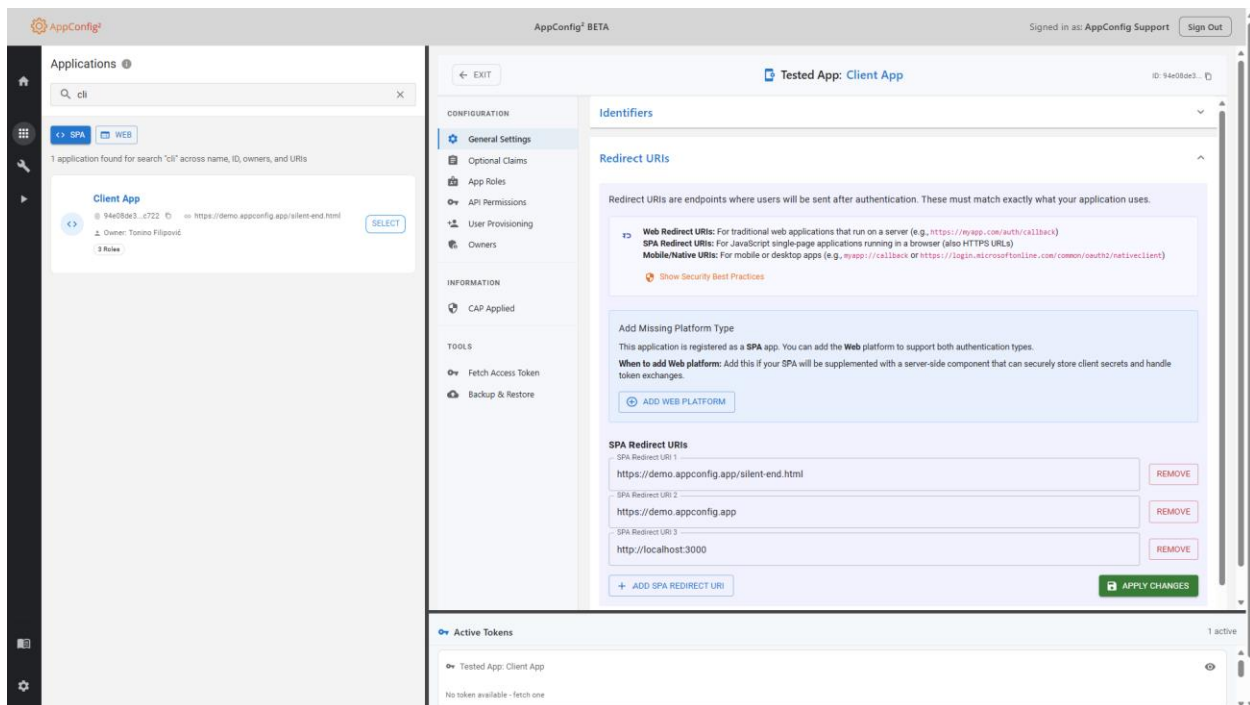 AppConfig²
AppConfig² BETA
Signed in as: AppConfig Support
Sign Out
Applications
cli
SPA
WEB
1 application found for search "cli" across name, ID, owners, and URIs
Client App
94e08de3...c722
https://demo.appconfig.app/silent-end.html
Owner: Tonino Filipović
3 Roles
SELECT
← EXIT
Tested App: Client App
ID: 94e08de3...
CONFIGURATION
General Settings
Optional Claims
App Roles
API Permissions
User Provisioning
Owners
INFORMATION
CAP Applied
TOOLS
Fetch Access Token
Backup & Restore
Identifiers
Redirect URIs
Redirect URIs are endpoints where users will be sent after authentication. These must match exactly what your application uses.
Web Redirect URIs: For traditional web applications that run on a server (e.g., https://myapp.com/auth/callback)
SPA Redirect URIs: For JavaScript single-page applications running in a browser (also HTTPS URLs)
Mobile/Native URIs: For mobile or desktop apps (e.g., myapp://callback or https://login.microsoftonline.com/common/oauth2/nativeclient)
Show Security Best Practices
Add Missing Platform Type
This application is registered as a SPA app. You can add the Web platform to support both authentication types.
When to add Web platform: Add this if your SPA will be supplemented with a server-side component that can securely store client secrets and handle
token exchanges.
ADD WEB PLATFORM
SPA Redirect URIs
SPA Redirect URI 1
https://demo.appconfig.app/silent-end.html
REMOVE
SPA Redirect URI 2
https://demo.appconfig.app
REMOVE
SPA Redirect URI 3
http://localhost:3000
REMOVE
+ ADD SPA REDIRECT URI
APPLY CHANGES
Active Tokens
1 active
Tested App: Client App
No token available - fetch one